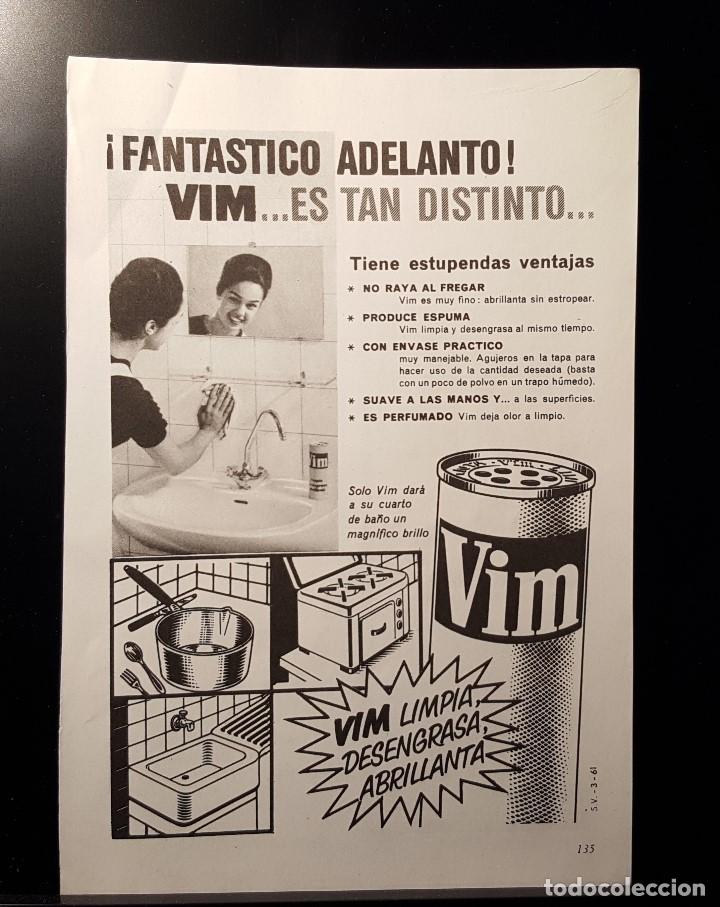 ¡FANTASTICO ADELANTO!
VIM...ES TAN DISTINTO...
Tiene estupendas ventajas
* NO RAYA AL FREGAR
Vim es muy fino: abrillanta sin estropear.
* PRODUCE ESPUMA
Vim limpia y desengrasa al mismo tiempo.
* CON ENVASE PRACTICO
muy manejable. Agujeros en la tapa para
hacer uso de la cantidad deseada (basta
con un poco de polvo en un trapo húmedo).
* SUAVE A LAS MANOS Y... a las superficies.
* ES PERFUMADO Vim deja olor a limpio.
Vim
Solo Vim dará
a su cuarto
de baño un
magnífico brillo
Vim
VIM LIMPIA,
DESENGRASA,
ABRILLANTA
S.V.-3-61
135
todocoleccion